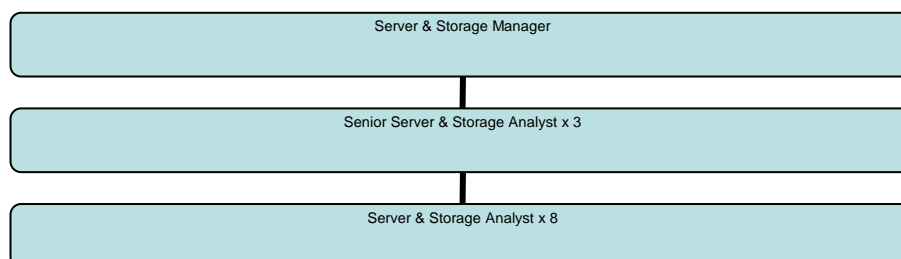 Server & Storage Manager
Senior Server & Storage Analyst x 3
Server & Storage Analyst x 8